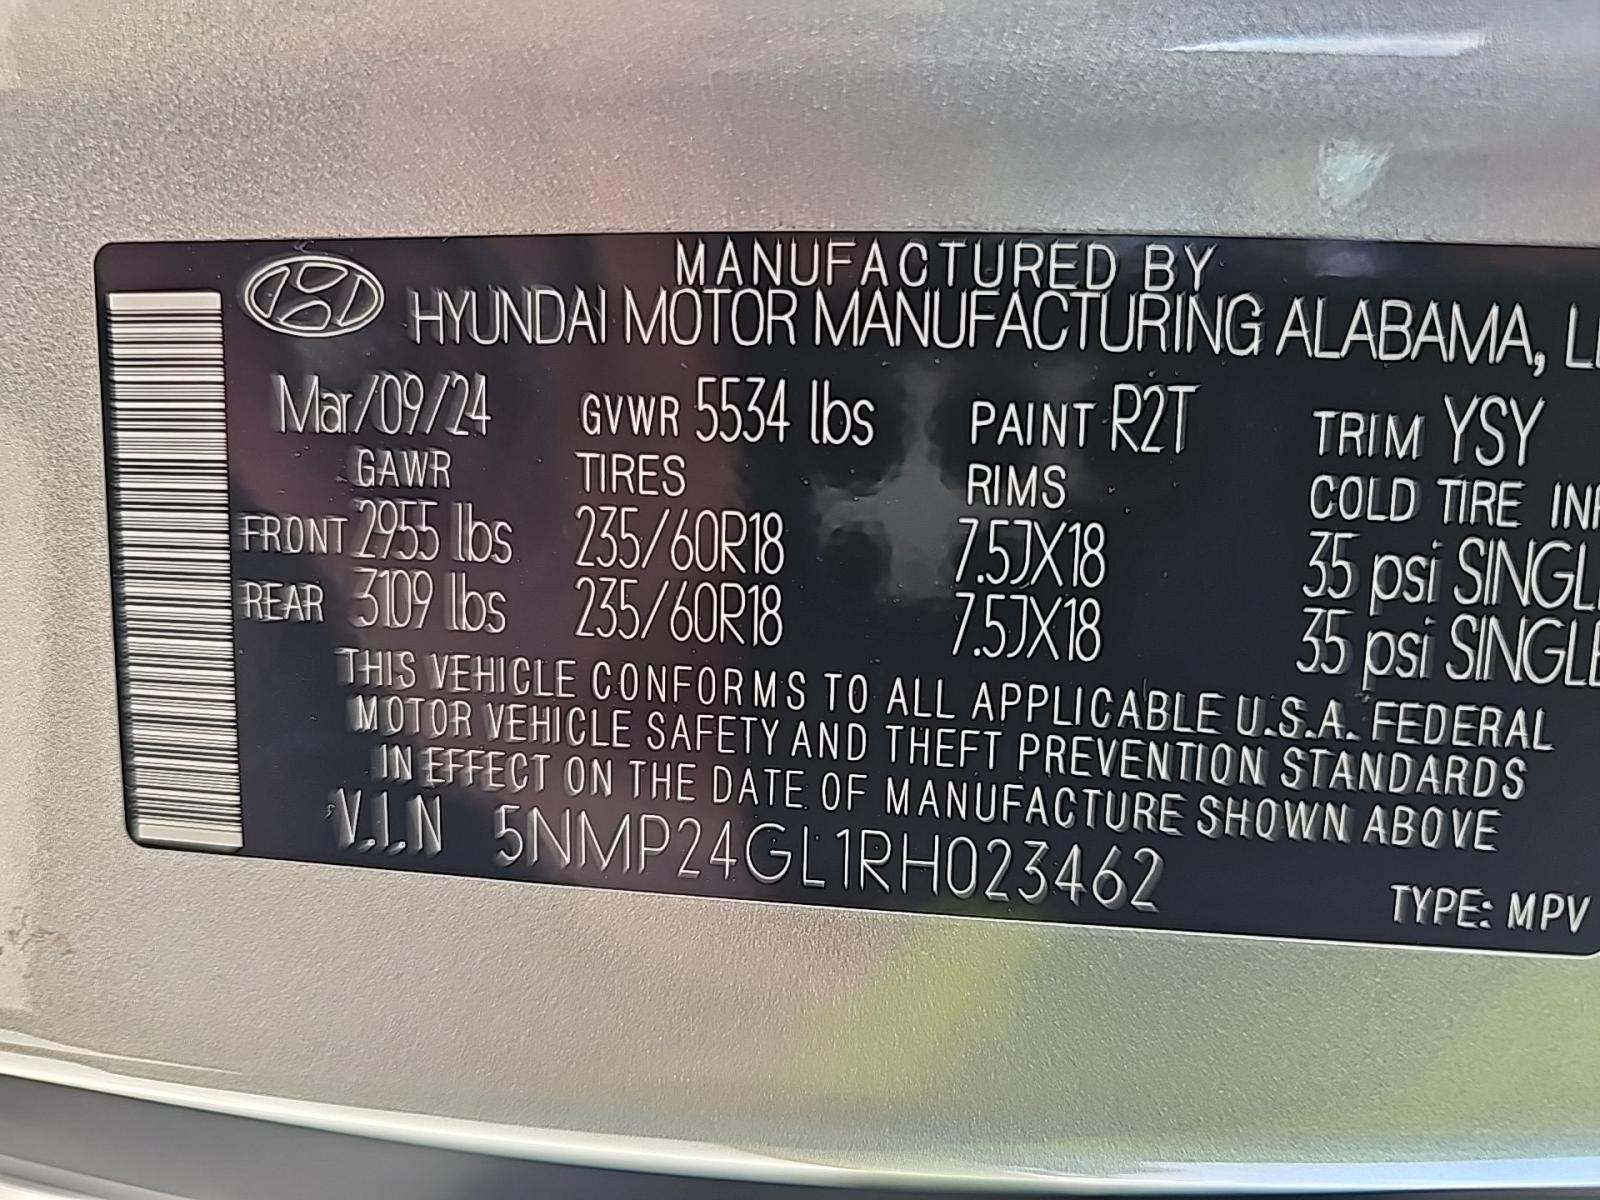 MANUFACTURED BY
HYUNDAI MOTOR MANUFACTURING ALABAMA,
Mar/09/24 GVWR 5534 lbs PAINT R2T TRIM YSY
GAWR TIRES RIMS COLD TIRE
FRONT 2955 lbs 235/60R18 7.5JX18 35 psi SINGL
REAR 3109 lbs 235/60R18 7.5JX18 35 psi SINGLE
THIS VEHICLE CONFORMS TO ALL APPLICABLE U.S.A. FEDERAL
MOTOR VEHICLE SAFETY AND THEFT PREVENTION STANDARDS
IN EFFECT ON THE DATE OF MANUFACTURE SHOWN ABOVE
V.I.N 5NMP24GL1RH023462
TYPE: MPV